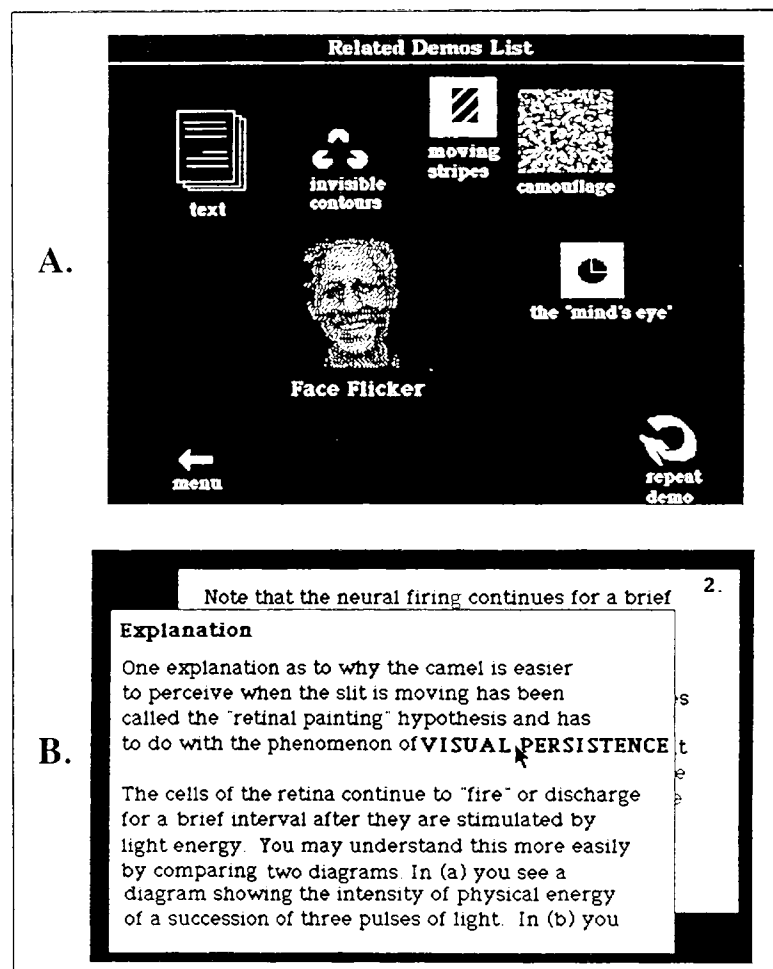 Related Demos List
text
invisible
contours
moving
stripes
camouflage
A.
Face Flicker
the "mind's eye"
menu
repeat
demo
B.
Note that the neural firing continues for a brief
2.
Explanation
One explanation as to why the camel is easier
to perceive when the slit is moving has been
called the "retinal painting" hypothesis and has
to do with the phenomenon of VISUAL PERSISTENCE
The cells of the retina continue to "fire" or discharge
for a brief interval after they are stimulated by
light energy. You may understand this more easily
by comparing two diagrams. In (a) you see a
diagram showing the intensity of physical energy
of a succession of three pulses of light. In (b) you